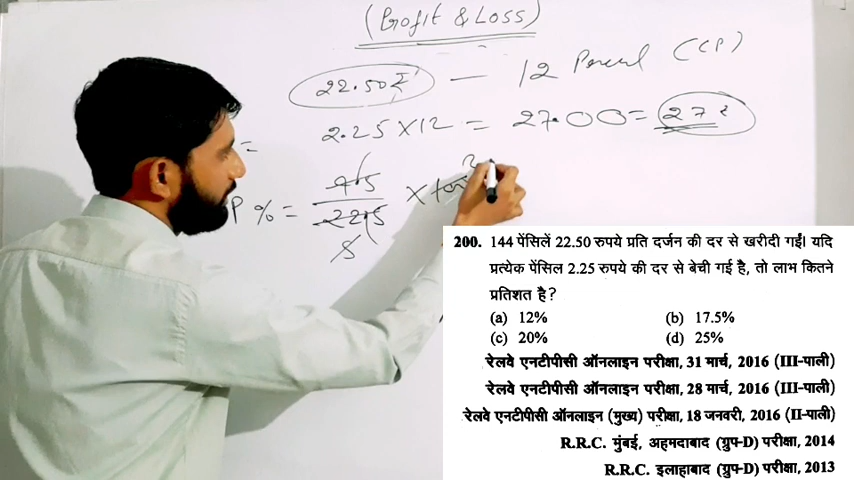 (Profit & Loss)
22.50₹ — 12 Pencil (CP)
= 2.25 × 12 = 27.00 = 27₹
P % = 4.5 / 22.5 × 100
5
200. 144 पेंसिलें 22.50 रुपये प्रति दर्जन की दर से खरीदी गईं। यदि
प्रत्येक पेंसिल 2.25 रुपये की दर से बेची गई है, तो लाभ कितने
प्रतिशत है?
(a) 12% (b) 17.5%
(c) 20% (d) 25%
रेलवे एनटीपीसी ऑनलाइन परीक्षा, 31 मार्च, 2016 (III-पाली)
रेलवे एनटीपीसी ऑनलाइन परीक्षा, 28 मार्च, 2016 (III-पाली)
रेलवे एनटीपीसी ऑनलाइन (मुख्य) परीक्षा, 18 जनवरी, 2016 (II-पाली)
R.R.C. मुंबई, अहमदाबाद (ग्रुप-D) परीक्षा, 2014
R.R.C. इलाहाबाद (ग्रुप-D) परीक्षा, 2013